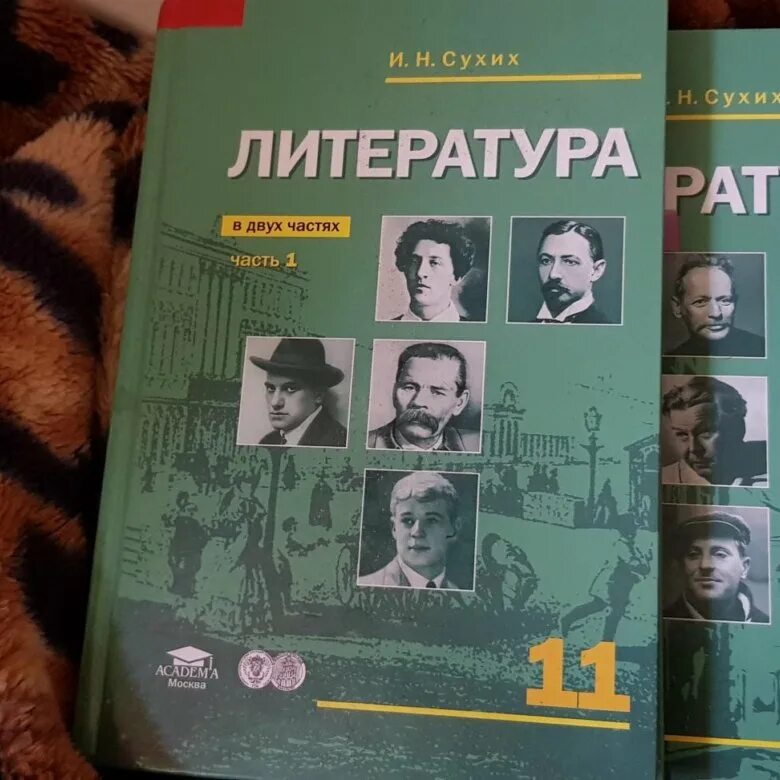 И. Н. Сухих
ЛИТЕРАТУРА
в двух частях
часть 1
11
ACADEMA
Москва
. Н. Сухих
РАТ